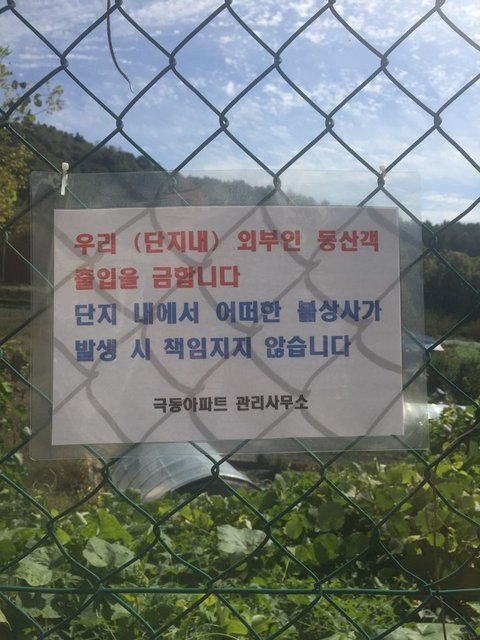 우리 (단지내) 외부인 등산객
출입을 금합니다
단지 내에서 어떠한 불상사가
발생 시 책임지지 않습니다
극동아파트 관리사무소